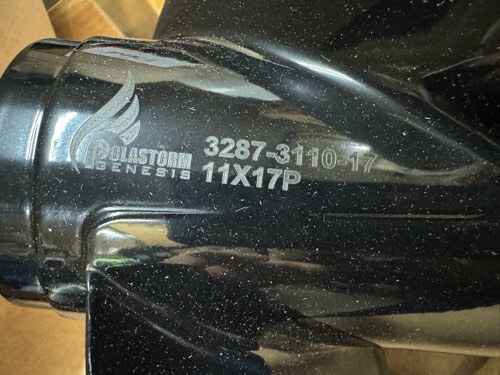 POLASTORM
GENESIS
3287-3110-17
11X17P